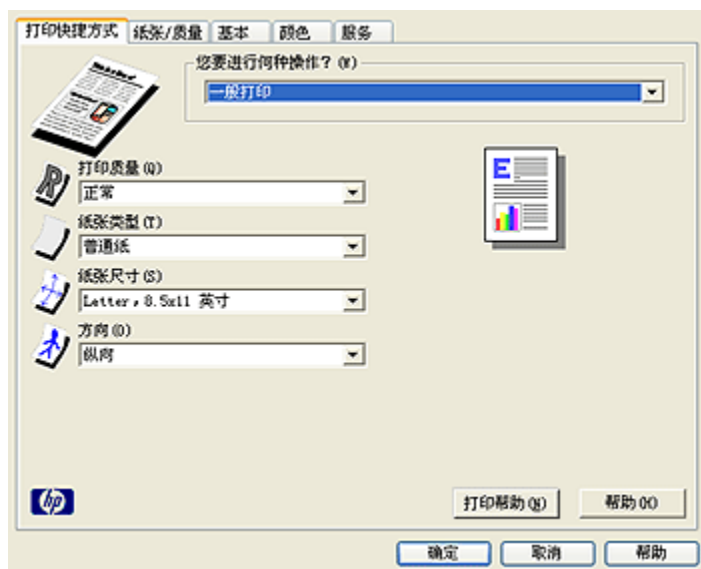 打印快捷方式 纸张/质量 基本 颜色 服务
您要进行何种操作？(W)
一般打印
打印质量(Q)
正常
纸张类型(T)
普通纸
纸张尺寸(S)
Letter，8.5x11 英寸
方向(O)
纵向
E
hp
打印帮助(N) 帮助(X)
确定 取消 帮助